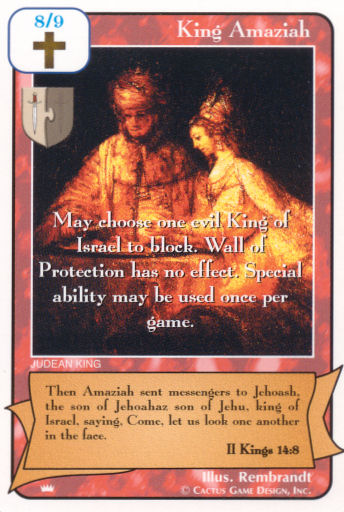 8/9
King Amaziah
May choose one evil King of
Israel to block. Wall of
Protection has no effect. Special
ability may be used once per
game.
JUDEAN KING
Then Amaziah sent messengers to Jehoash,
the son of Jehoahaz son of Jehu, king of
Israel, saying, Come, let us look one another
in the face.
II Kings 14:8
Illus. Rembrandt
© CACTUS GAME DESIGN, INC.